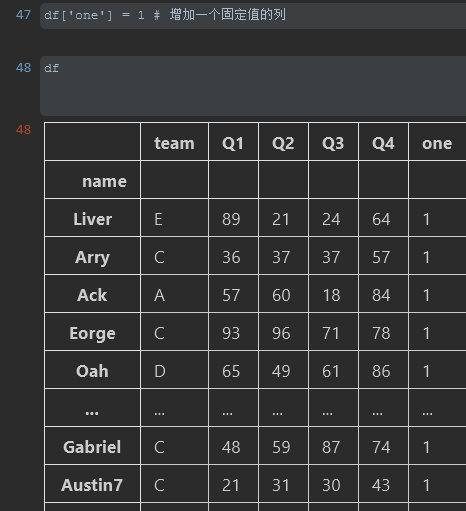 47 df['one'] = 1 # 增加一个固定值的列
48 df
48
team Q1 Q2 Q3 Q4 one
name
Liver E 89 21 24 64 1
Arry C 36 37 37 57 1
Ack A 57 60 18 84 1
Eorge C 93 96 71 78 1
Oah D 65 49 61 86 1
... ... ... ... ... ... ...
Gabriel C 48 59 87 74 1
Austin7 C 21 31 30 43 1